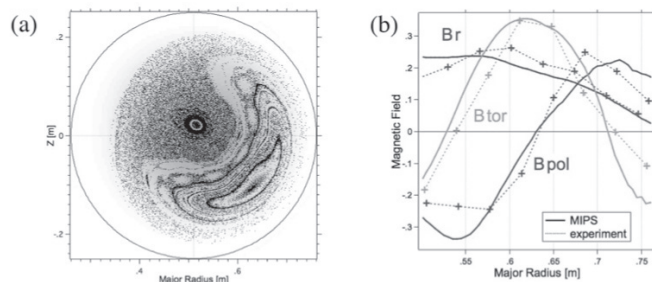 (a)
.2
0
-.2
Z [m]
.4
.6
Major Radius [m]
(b)
.3
.2
.1
0
-.1
-.2
-.3
Magnetic Field
Br
Btor
Bpol
MIPS
experiment
.55
.6
.65
.7
.75
Major Radius [m]